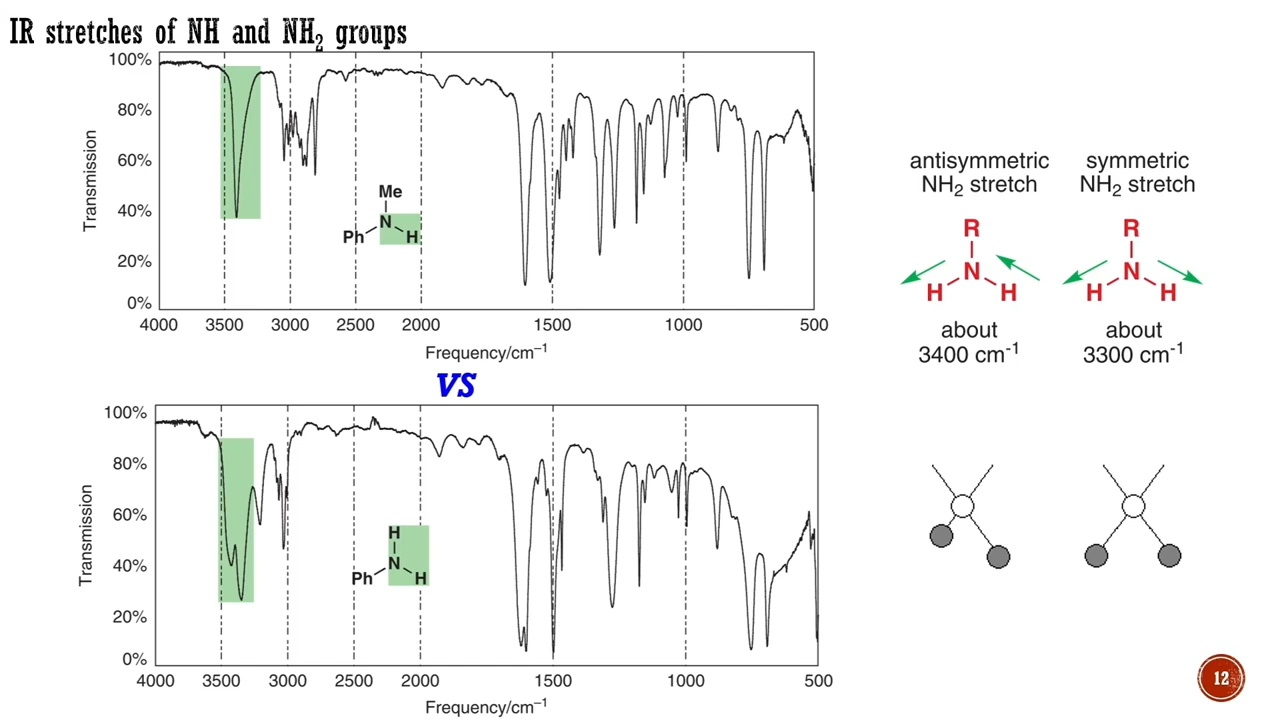 IR stretches of NH and NH₂ groups
100%
80%
60%
40%
20%
0%
Transmission
Me
N
Ph
H
4000 3500 3000 2500 2000 1500 1000 500
Frequency/cm⁻¹
VS
100%
80%
60%
40%
20%
0%
Transmission
H
N
Ph
H
4000 3500 3000 2500 2000 1500 1000 500
Frequency/cm⁻¹
antisymmetric
NH₂ stretch
R
N
H H
about
3400 cm⁻¹
symmetric
NH₂ stretch
R
N
H H
about
3300 cm⁻¹
12